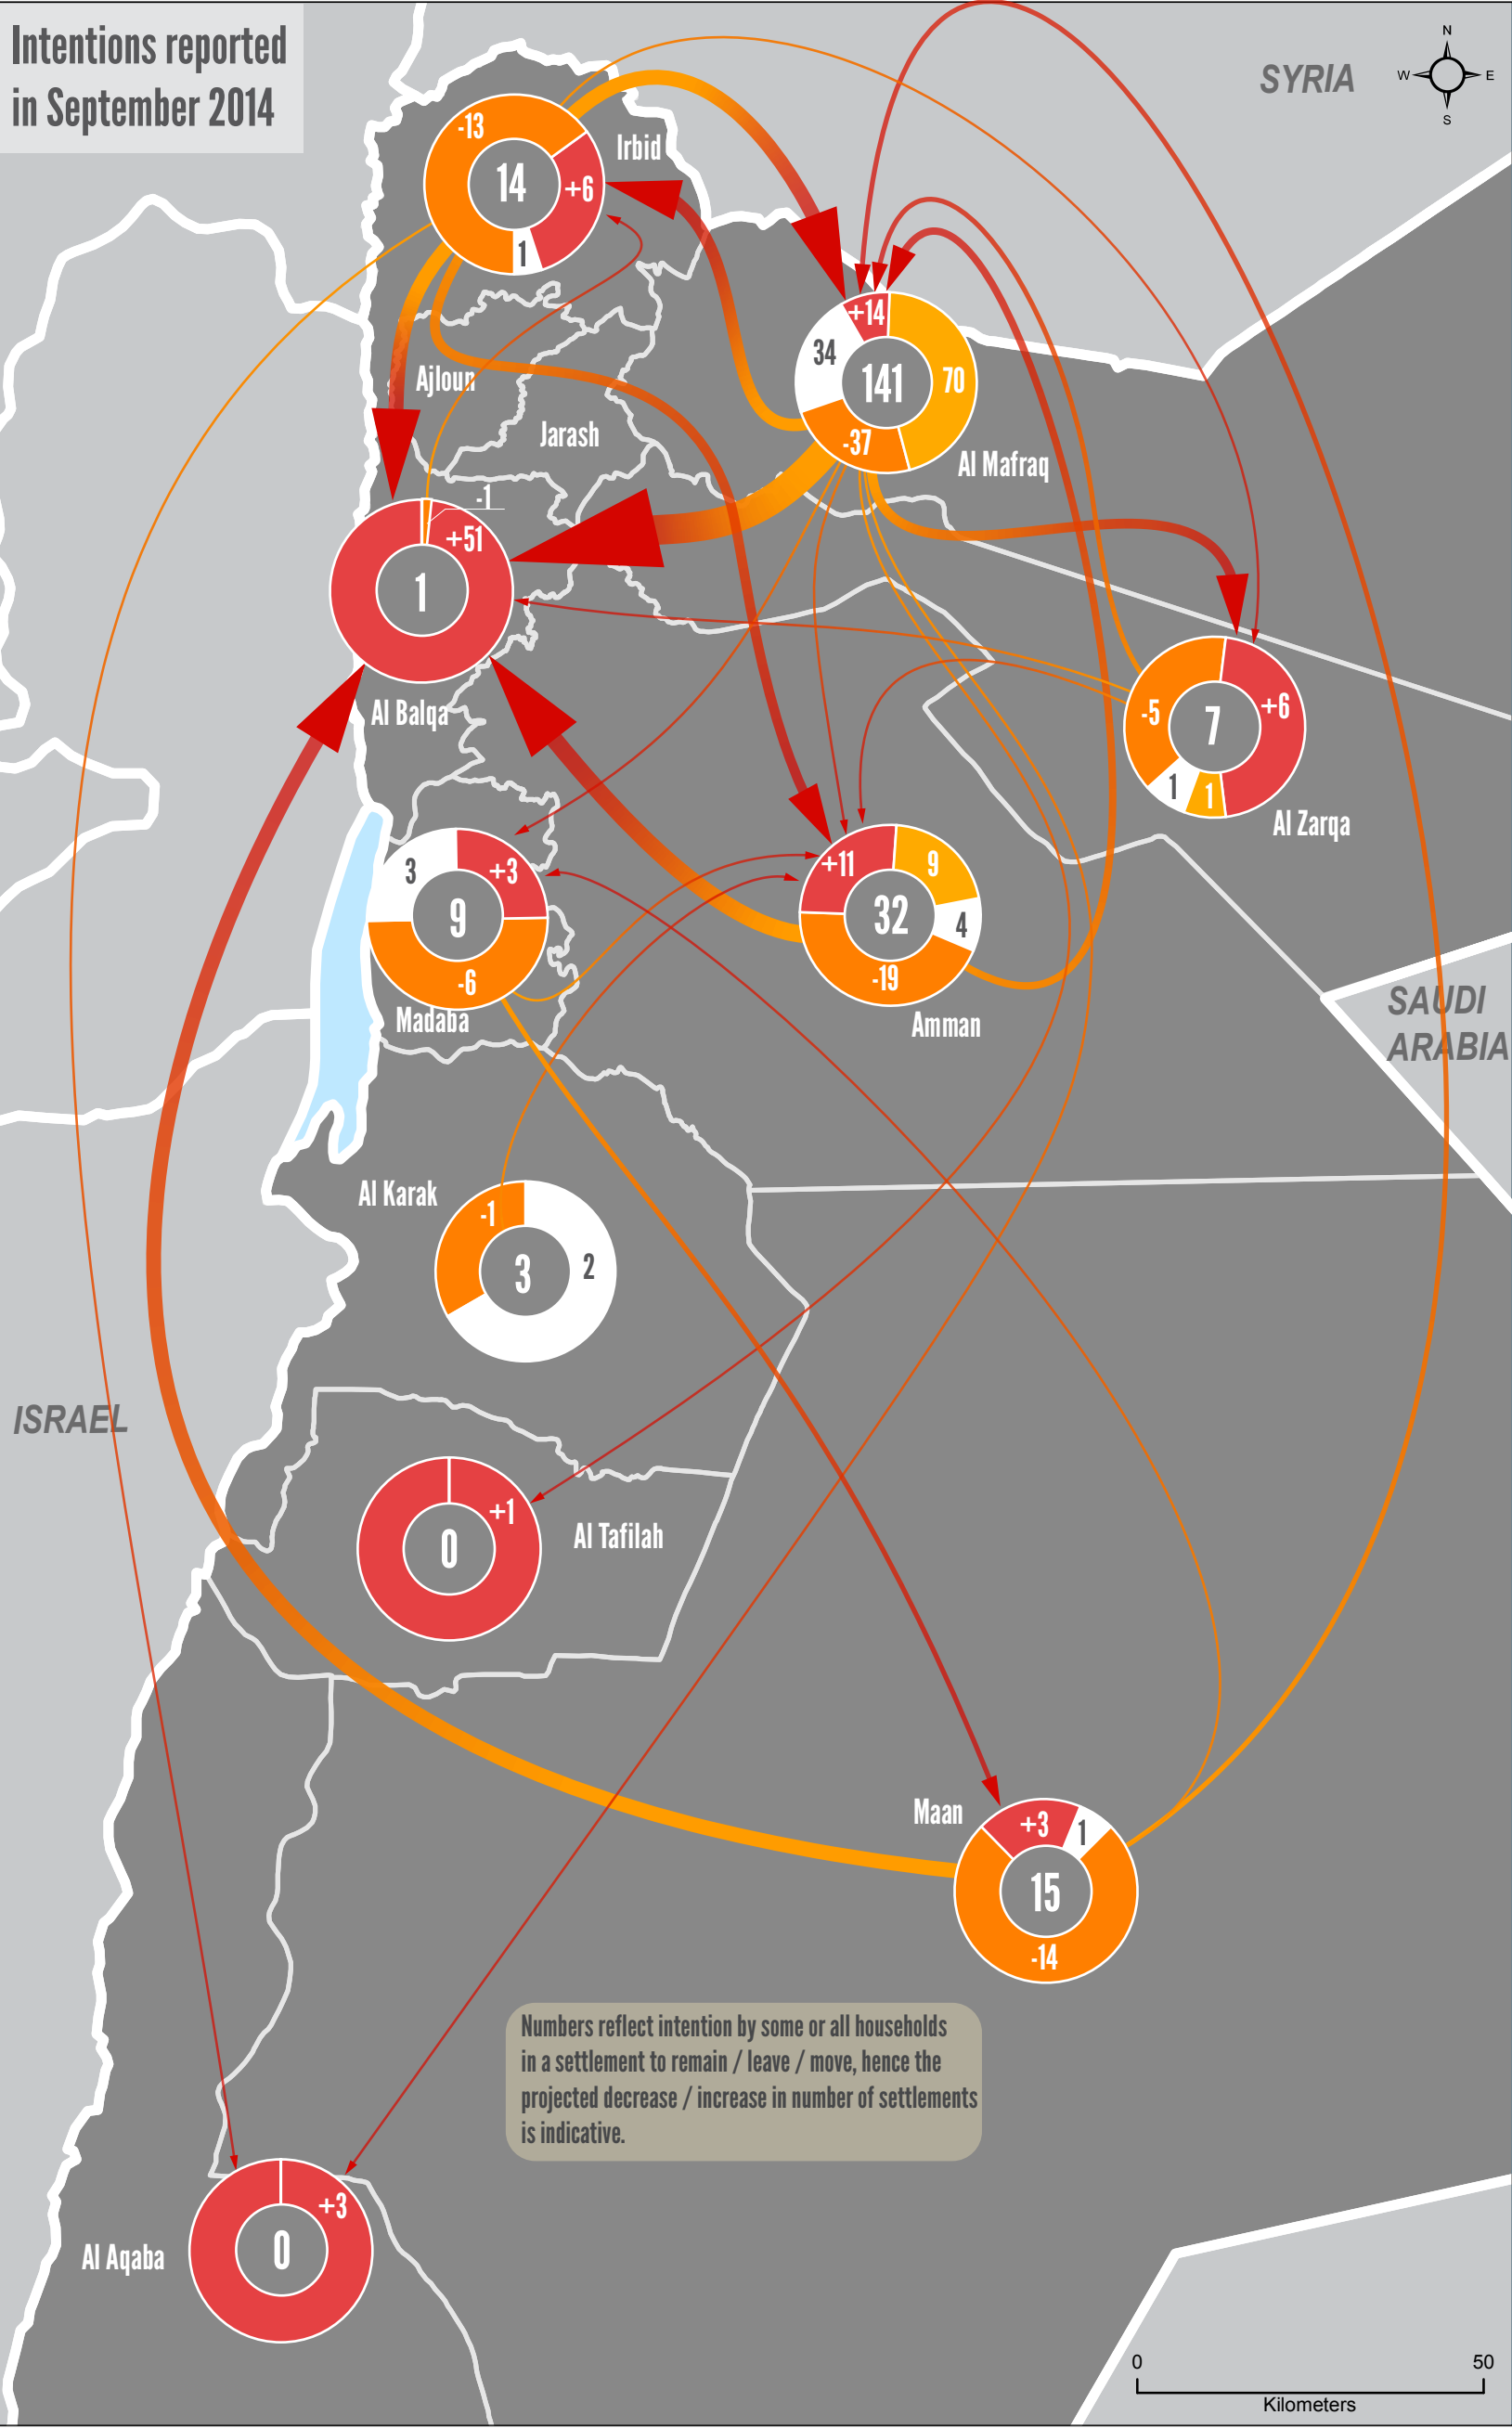 Intentions reported
in September 2014
SYRIA
N
W
E
S
-13
14
+6
1
Irbid
+14
34
141
70
-37
Al Mafraq
Ajloun
Jarash
-1
+51
1
Al Balqa
-5
7
+6
1
1
Al Zarqa
3
+3
9
-6
Madaba
+11
9
32
4
-19
Amman
SAUDI
ARABIA
Al Karak
-1
3
2
ISRAEL
+1
0
Al Tafilah
Maan
+3
1
15
-14
Numbers reflect intention by some or all households
in a settlement to remain / leave / move, hence the
projected decrease / increase in number of settlements
is indicative.
+3
0
Al Aqaba
0
50
Kilometers